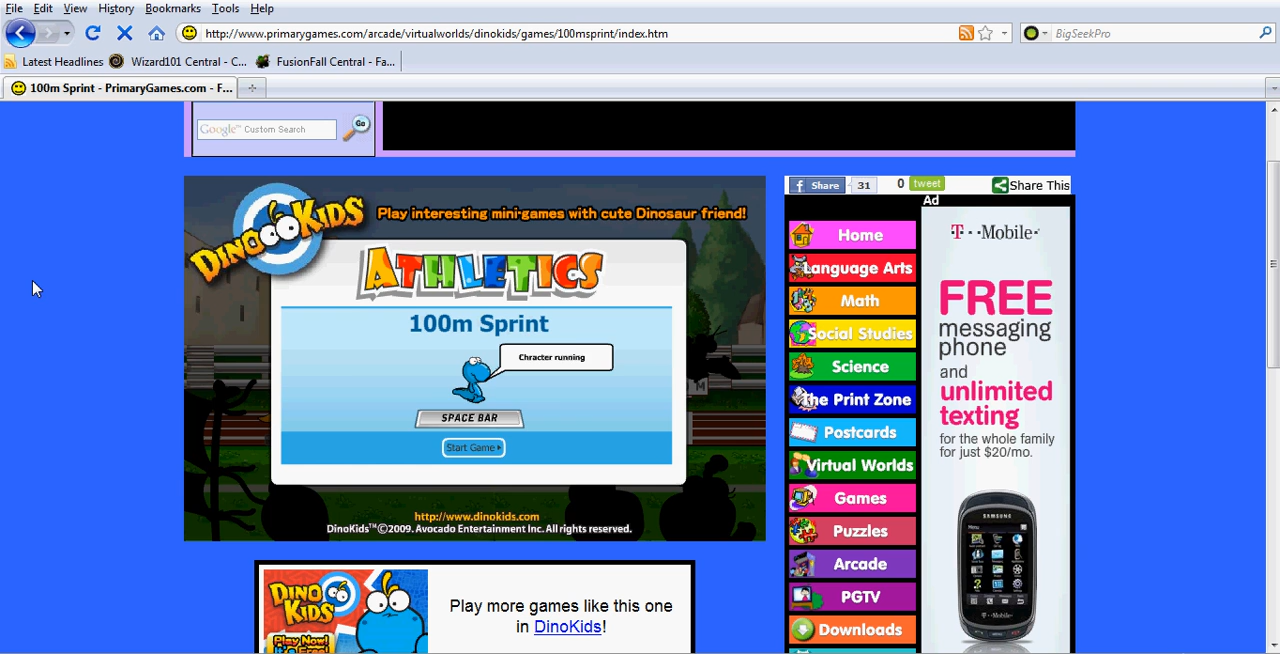 File Edit View History Bookmarks Tools Help
http://www.primarygames.com/arcade/virtualworlds/dinokids/games/100msprint/index.htm
BigSeekPro
Latest Headlines Wizard101 Central - C... FusionFall Central - Fa...
100m Sprint - PrimaryGames.com - F...
Google™ Custom Search Go
DINOKIDS
Play interesting mini-games with cute Dinosaur friend!
ATHLETICS
100m Sprint
Chracter running
SPACE BAR
Start Game
http://www.dinokids.com
DinoKids™©2009. Avocado Entertainment Inc. All rights reserved.
DINO KIDS
Play Now!
It's Free!
Play more games like this one
in DinoKids!
f Share 31 0 tweet Share This
Ad
Home
Language Arts
Math
Social Studies
Science
The Print Zone
Postcards
Virtual Worlds
Games
Puzzles
Arcade
PGTV
Downloads
T··Mobile·
FREE
messaging
phone
and
unlimited
texting
for the whole family
for just $20/mo.
SAMSUNG
Menu
T··Mobile·